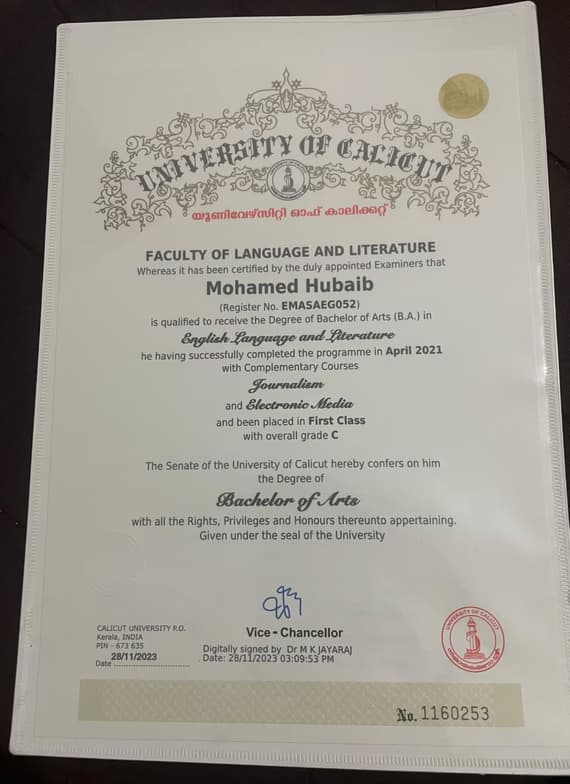 UNIVERSITY OF CALICUT
യൂണിവേഴ്സിറ്റി ഓഫ് കാലിക്കറ്റ്
FACULTY OF LANGUAGE AND LITERATURE
Whereas it has been certified by the duly appointed Examiners that
Mohamed Hubaib
(Register No. EMASAEG052)
is qualified to receive the Degree of Bachelor of Arts (B.A.) in
English Language and Literature
he having successfully completed the programme in April 2021
with Complementary Courses
Journalism
and Electronic Media
and been placed in First Class
with overall grade C
The Senate of the University of Calicut hereby confers on him
the Degree of
Bachelor of Arts
with all the Rights, Privileges and Honours thereunto appertaining.
Given under the seal of the University
Vice-Chancellor
Digitally signed by Dr M K JAYARAJ
Date: 28/11/2023 03:09:53 PM
CALICUT UNIVERSITY P.O.
Kerala, INDIA
PIN - 673 635
Date 28/11/2023
UNIVERSITY OF CALICUT
No. 1160253